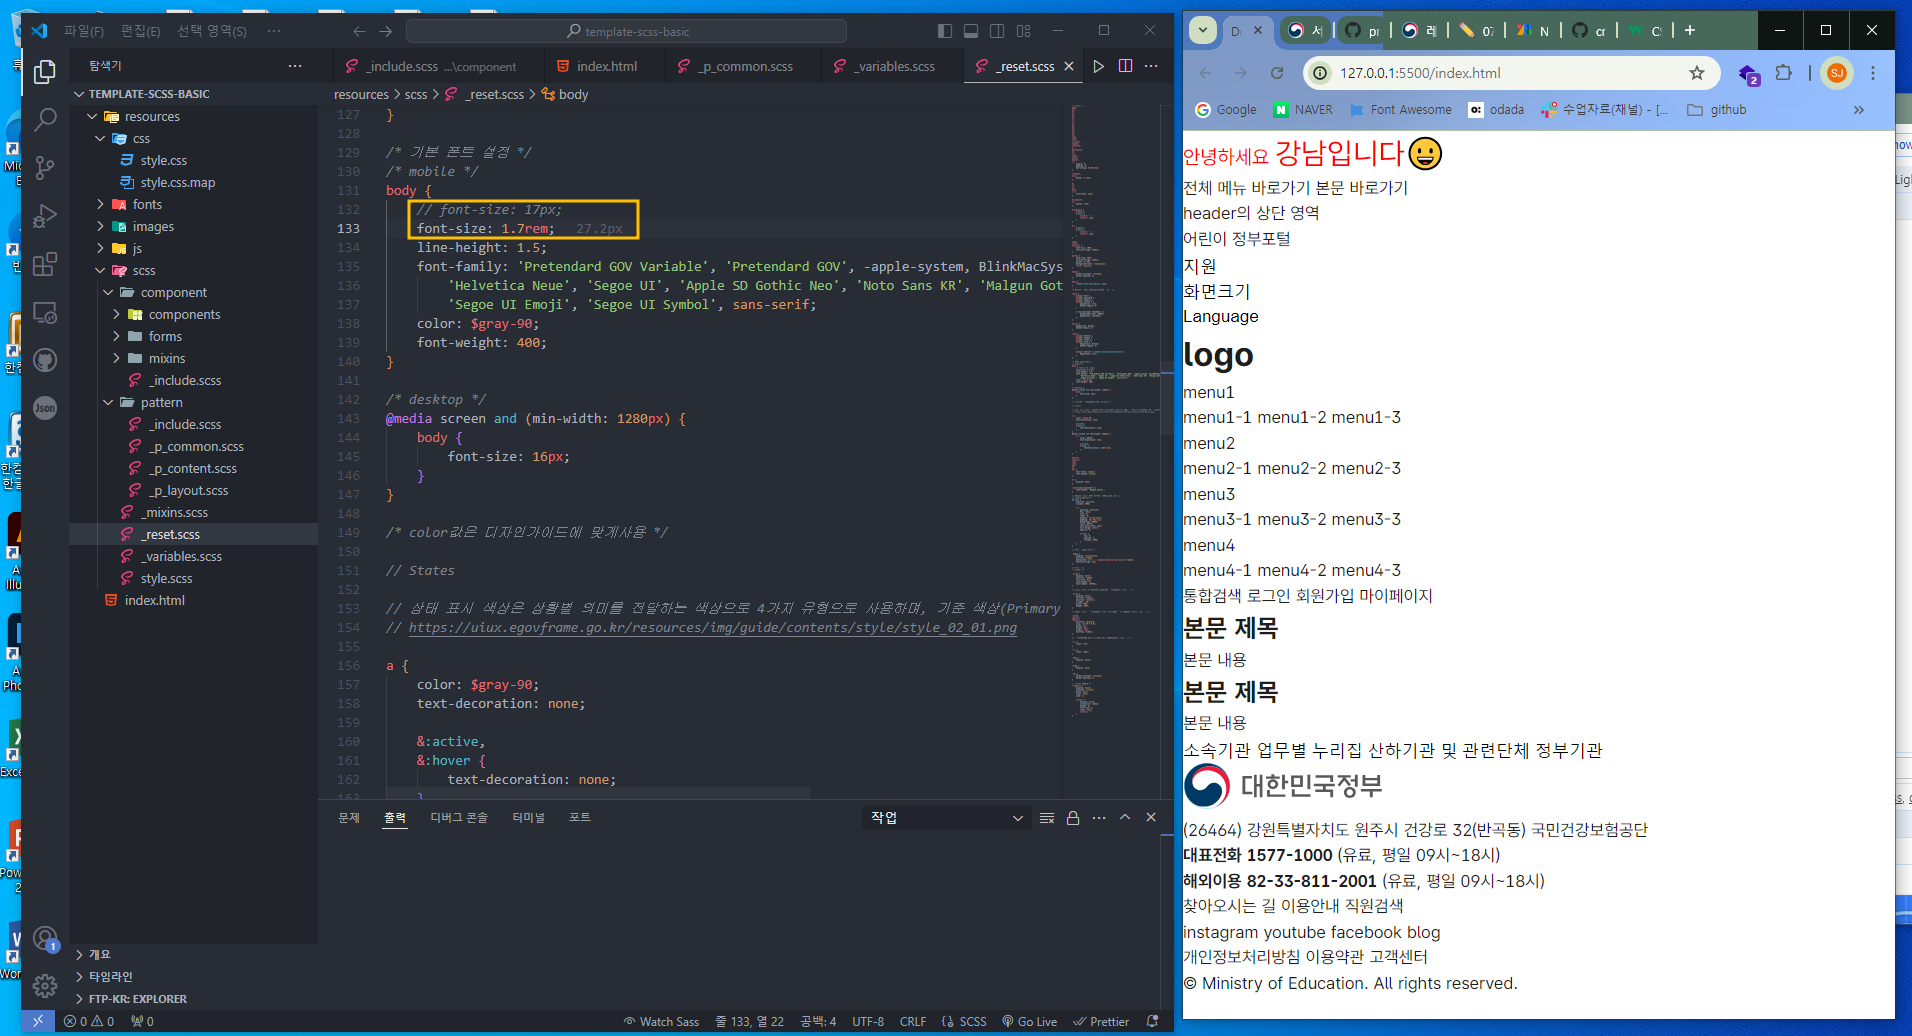 파일(F) 편집(E) 선택 영역(S) ··· template-scss-basic
탐색기 ···
TEMPLATE-SCSS-BASIC
resources
css
style.css
style.css.map
fonts
images
js
scss
component
components
forms
mixins
_include.scss
pattern
_include.scss
_p_common.scss
_p_content.scss
_p_layout.scss
_mixins.scss
_reset.scss
_variables.scss
style.scss
index.html
개요
타임라인
FTP-KR: EXPLORER
_include.scss ...\component index.html _p_common.scss _variables.scss _reset.scss
resources > scss > _reset.scss > body
127 }
128
129 /* 기본 폰트 설정 */
130 /* mobile */
131 body {
132 // font-size: 17px;
133 font-size: 1.7rem; 27.2px
134 line-height: 1.5;
135 font-family: 'Pretendard GOV Variable', 'Pretendard GOV', -apple-system, BlinkMacSys
136 'Helvetica Neue', 'Segoe UI', 'Apple SD Gothic Neo', 'Noto Sans KR', 'Malgun Got
137 'Segoe UI Emoji', 'Segoe UI Symbol', sans-serif;
138 color: $gray-90;
139 font-weight: 400;
140 }
141
142 /* desktop */
143 @media screen and (min-width: 1280px) {
144 body {
145 font-size: 16px;
146 }
147 }
148
149 /* color값은 디자인가이드에 맞게사용 */
150
151 // States
152
153 // 상태 표시 색상은 상황별 의미를 전달하는 색상으로 4가지 유형으로 사용하며, 기준 색상(Primary
154 // https://uiux.egovframe.go.kr/resources/img/guide/contents/style/style_02_01.png
155
156 a {
157 color: $gray-90;
158 text-decoration: none;
159
160 &:active,
161 &:hover {
162 text-decoration: none;
163 }
문제 출력 디버그 콘솔 터미널 포트 작업
0 0 0 Watch Sass 줄 133, 열 22 공백: 4 UTF-8 CRLF SCSS Go Live Prettier
127.0.0.1:5500/index.html 2 SJ
Google NAVER Font Awesome odada 수업자료(채널) - [... github
안녕하세요 강남입니다😀
전체 메뉴 바로가기 본문 바로가기
header의 상단 영역
어린이 정부포털
지원
화면크기
Language
logo
menu1
menu1-1 menu1-2 menu1-3
menu2
menu2-1 menu2-2 menu2-3
menu3
menu3-1 menu3-2 menu3-3
menu4
menu4-1 menu4-2 menu4-3
통합검색 로그인 회원가입 마이페이지
본문 제목
본문 내용
본문 제목
본문 내용
소속기관 업무별 누리집 산하기관 및 관련단체 정부기관
대한민국정부
(26464) 강원특별자치도 원주시 건강로 32(반곡동) 국민건강보험공단
대표전화 1577-1000 (유료, 평일 09시~18시)
해외이용 82-33-811-2001 (유료, 평일 09시~18시)
찾아오시는 길 이용안내 직원검색
instagram youtube facebook blog
개인정보처리방침 이용약관 고객센터
© Ministry of Education. All rights reserved.